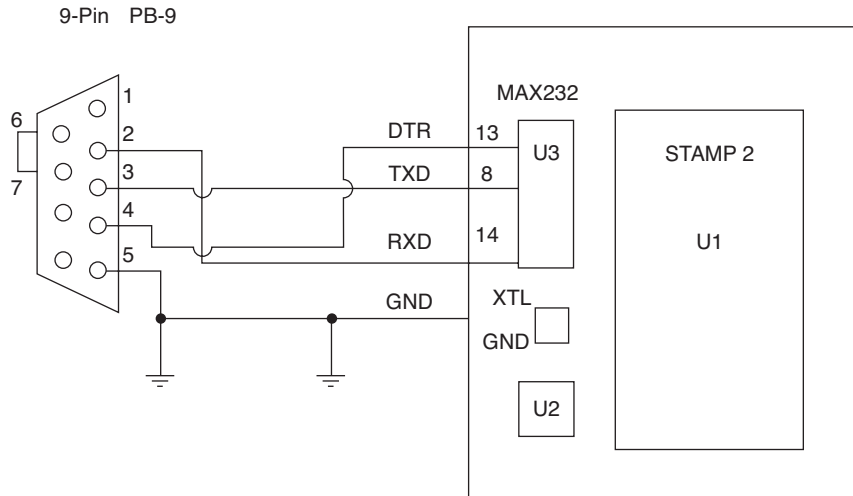 9-Pin PB-9
1
6
2
3
7
4
5
DTR
TXD
RXD
GND
13
8
14
MAX232
U3
XTL
GND
U2
STAMP 2
U1